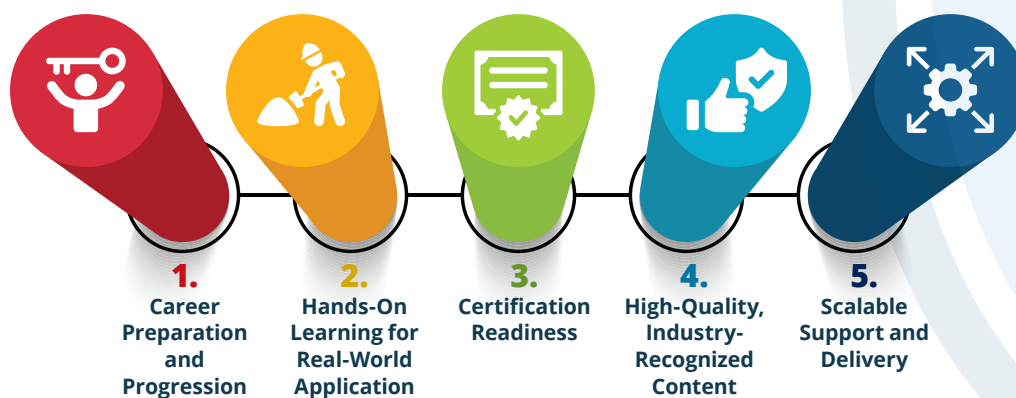 1.
Career
Preparation
and
Progression
2.
Hands-On
Learning for
Real-World
Application
3.
Certification
Readiness
4.
High-Quality,
Industry-
Recognized
Content
5.
Scalable
Support and
Delivery